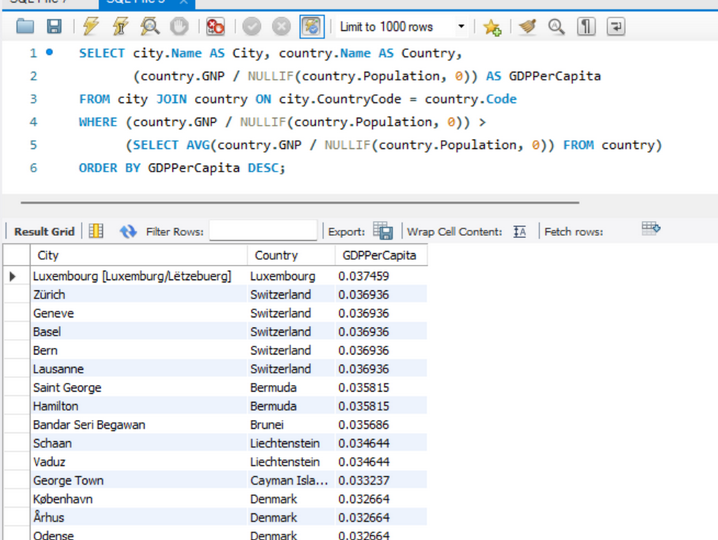 Limit to 1000 rows
1 SELECT city.Name AS City, country.Name AS Country,
2 (country.GNP / NULLIF(country.Population, 0)) AS GDPPerCapita
3 FROM city JOIN country ON city.CountryCode = country.Code
4 WHERE (country.GNP / NULLIF(country.Population, 0)) >
5 (SELECT AVG(country.GNP / NULLIF(country.Population, 0)) FROM country)
6 ORDER BY GDPPerCapita DESC;
Result Grid Filter Rows: Export: Wrap Cell Content: Fetch rows:
City Country GDPPerCapita
Luxembourg [Luxemburg/Lëtzebuerg] Luxembourg 0.037459
Zürich Switzerland 0.036936
Geneve Switzerland 0.036936
Basel Switzerland 0.036936
Bern Switzerland 0.036936
Lausanne Switzerland 0.036936
Saint George Bermuda 0.035815
Hamilton Bermuda 0.035815
Bandar Seri Begawan Brunei 0.035686
Schaan Liechtenstein 0.034644
Vaduz Liechtenstein 0.034644
George Town Cayman Isla... 0.033237
København Denmark 0.032664
Århus Denmark 0.032664
Odense Denmark 0.032664